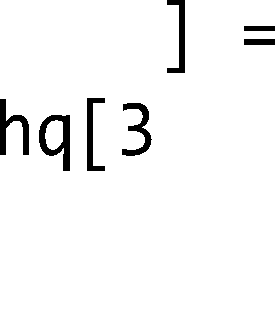 ] =
hq[3